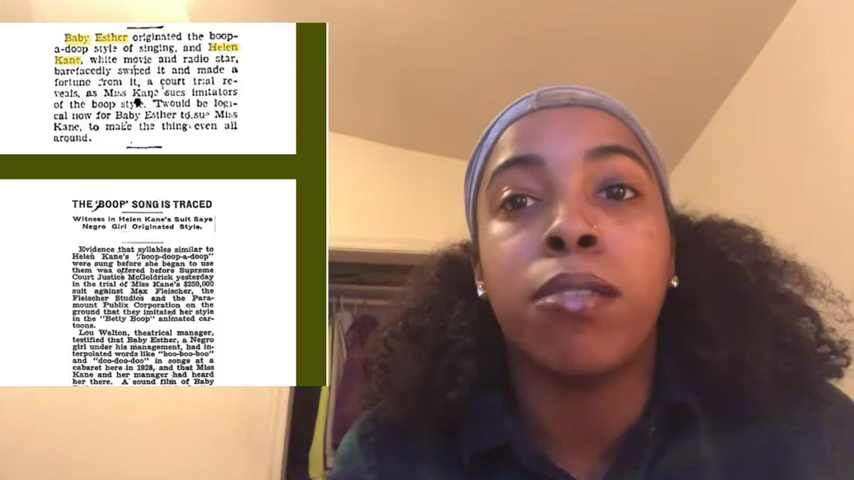 Baby Esther originated the boop-
a-doop style of singing, and Helen
Kane, white movie and radio star,
barefacedly swiped it and made a
fortune from it, a court trial re-
veals, as Miss Kane sues imitators
of the boop style. 'Twould be logi-
cal now for Baby Esther to sue Miss
Kane, to make the thing even all
around.
THE 'BOOP' SONG IS TRACED
Witness in Helen Kane's Suit Says
Negro Girl Originated Style.
Evidence that syllables similar to
Helen Kane's "boop-doop-a-doop"
were sung before she began to use
them was offered before Supreme
Court Justice McGoldrick yesterday
in the trial of Miss Kane's $250,000
suit against Max Fleischer, the
Fleischer Studios and the Para-
mount Publix Corporation on the
ground that they imitated her style
in the "Betty Boop" animated car-
toons.
Lou Walton, theatrical manager,
testified that Baby Esther, a Negro
girl under his management, had in-
terpolated words like "boo-boo-boo"
and "doo-doo-doo" in songs at a
cabaret here in 1928, and that Miss
Kane and her manager had heard
her there. A sound film of Baby